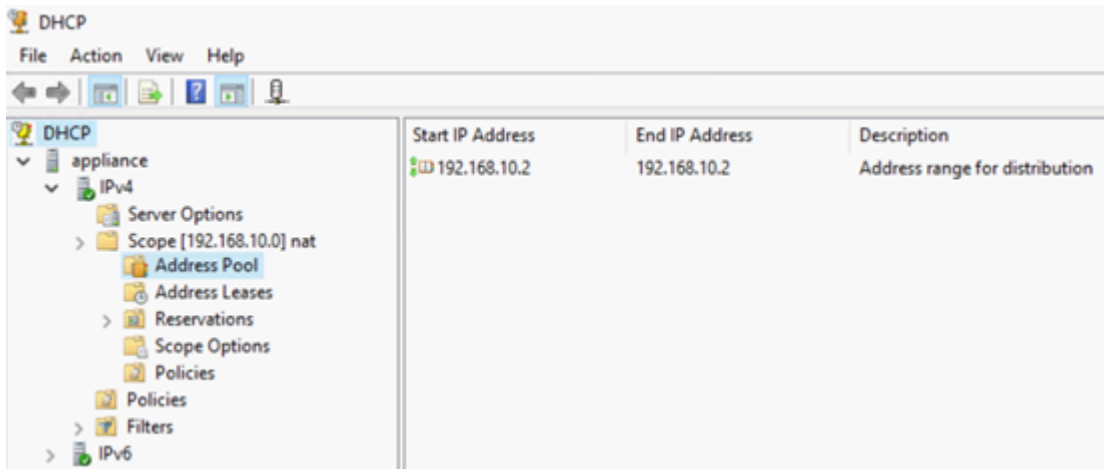 DHCP
File Action View Help
DHCP
appliance
IPv4
Server Options
Scope [192.168.10.0] nat
Address Pool
Address Leases
Reservations
Scope Options
Policies
Policies
Filters
IPv6
Start IP Address End IP Address Description
192.168.10.2 192.168.10.2 Address range for distribution